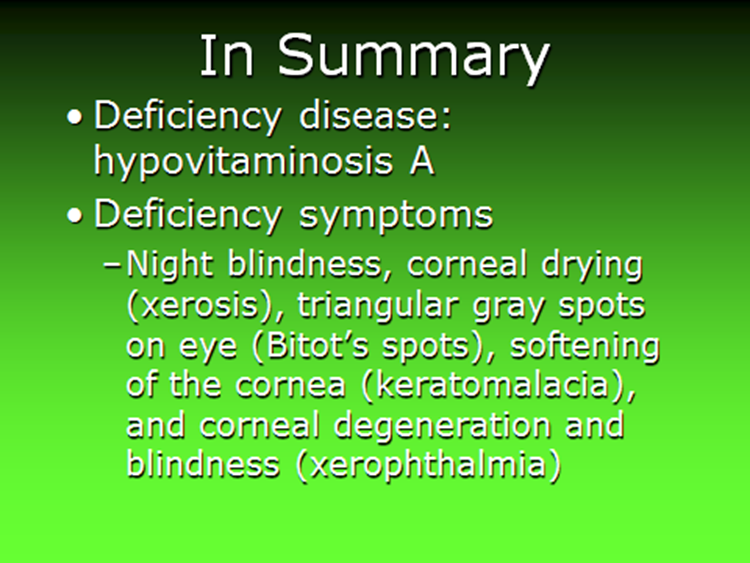 In Summary
• Deficiency disease:
hypovitaminosis A
• Deficiency symptoms
–Night blindness, corneal drying
(xerosis), triangular gray spots
on eye (Bitot’s spots), softening
of the cornea (keratomalacia),
and corneal degeneration and
blindness (xerophthalmia)